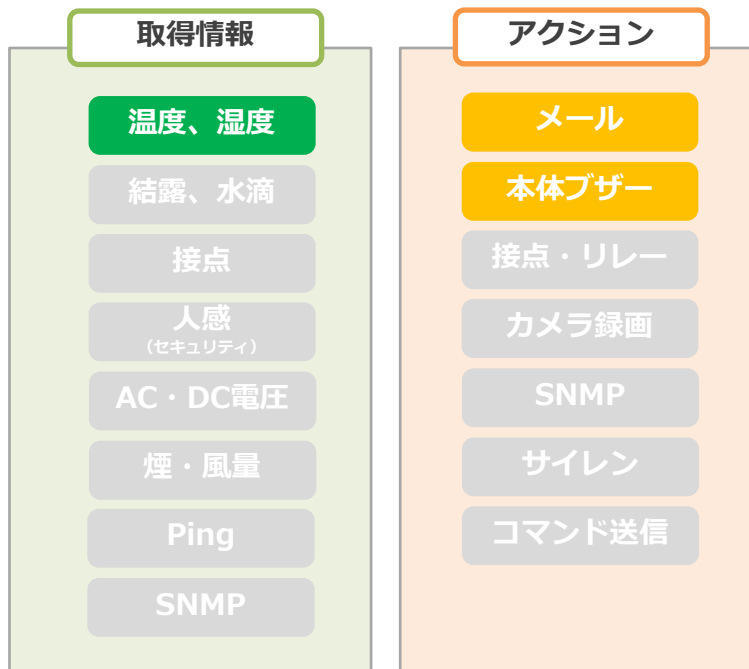 取得情報
温度、湿度
結露、水滴
接点
人感
（セキュリティ）
AC・DC電圧
煙・風量
Ping
SNMP
アクション
メール
本体ブザー
接点・リレー
カメラ録画
SNMP
サイレン
コマンド送信